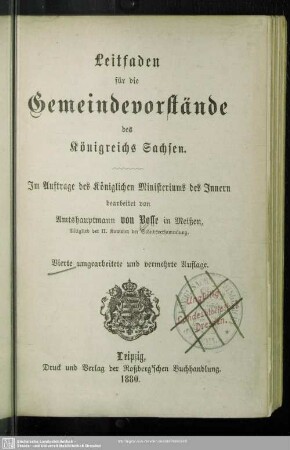 Leitfaden
für die
Gemeindevorstände
des
Königreichs Sachsen.
Im Auftrage des Königlichen Ministeriums des Innern
bearbeitet von
Amtshauptmann von Bosse in Meißen,
Mitglied der II. Kammer der Ständeversammlung.
Vierte umgearbeitete und vermehrte Auflage.
Leipzig,
Druck und Verlag der Roßberg'schen Buchhandlung.
1880.